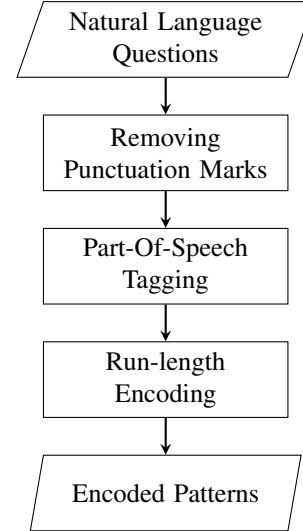 Natural Language
Questions
Removing
Punctuation Marks
Part-Of-Speech
Tagging
Run-length
Encoding
Encoded Patterns